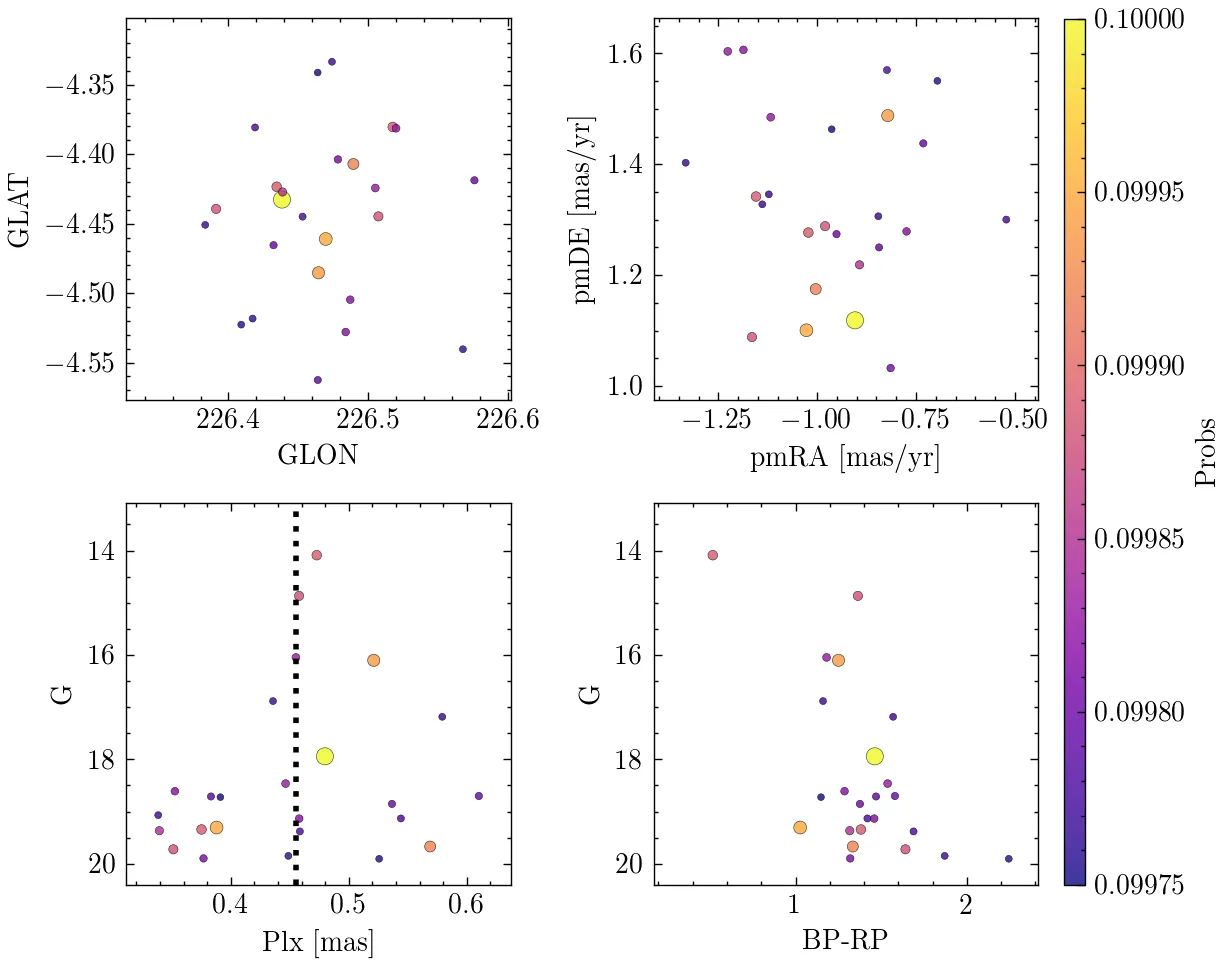 −4.35
−4.40
−4.45
−4.50
−4.55
GLAT
226.4 226.5 226.6
GLON
1.6
1.4
1.2
1.0
pmDE [mas/yr]
−1.25 −1.00 −0.75 −0.50
pmRA [mas/yr]
14
16
18
20
G
0.4 0.5 0.6
Plx [mas]
14
16
18
20
G
1 2
BP-RP
0.10000
0.09995
0.09990
0.09985
0.09980
0.09975
Probs